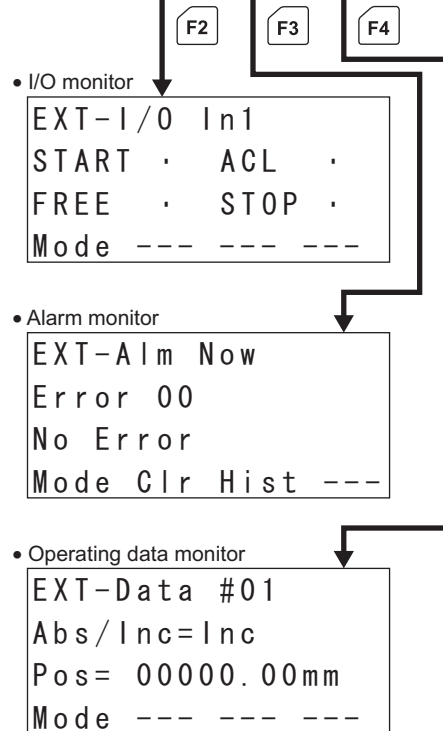 F2 F3 F4
• I/O monitor
EXT-I/O In1
START · ACL ·
FREE · STOP ·
Mode --- --- ---
• Alarm monitor
EXT-Alm Now
Error 00
No Error
Mode Clr Hist ---
• Operating data monitor
EXT-Data #01
Abs/Inc=Inc
Pos= 00000.00mm
Mode --- --- ---